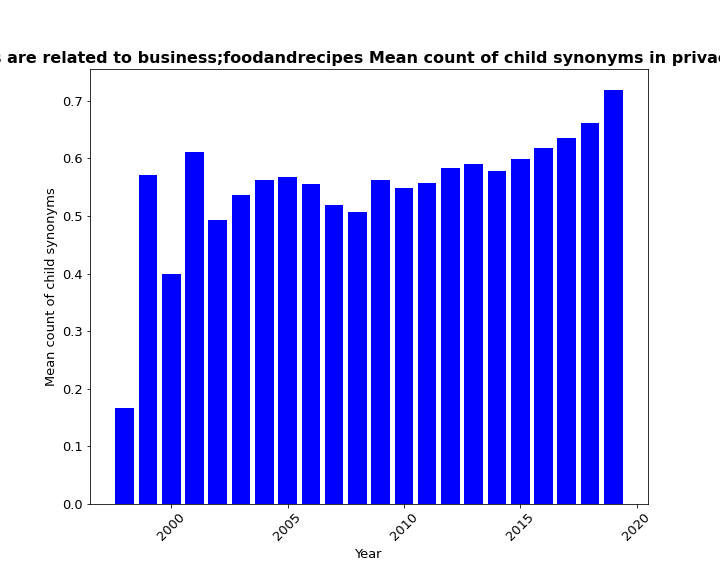 are related to business;foodandrecipes Mean count of child synonyms in
0.7
0.6
0.5
0.4
0.3
0.2
0.1
0.0
Mean count of child synonyms
2000 2005 2010 2015 2020
Year